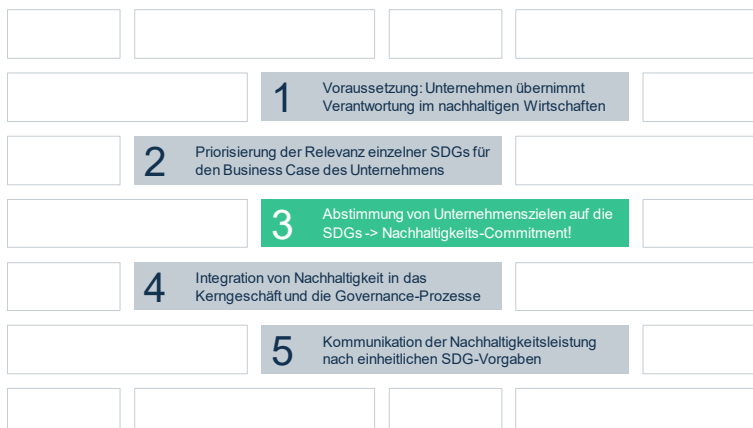 1
Voraussetzung: Unternehmen übernimmt
Verantwortung im nachhaltigen Wirtschaften
2
Priorisierung der Relevanz einzelner SDGs für
den Business Case des Unternehmens
3
Abstimmung von Unternehmenszielen auf die
SDGs -> Nachhaltigkeits-Commitment!
4
Integration von Nachhaltigkeit in das
Kerngeschäft und die Governance-Prozesse
5
Kommunikation der Nachhaltigkeitsleistung
nach einheitlichen SDG-Vorgaben